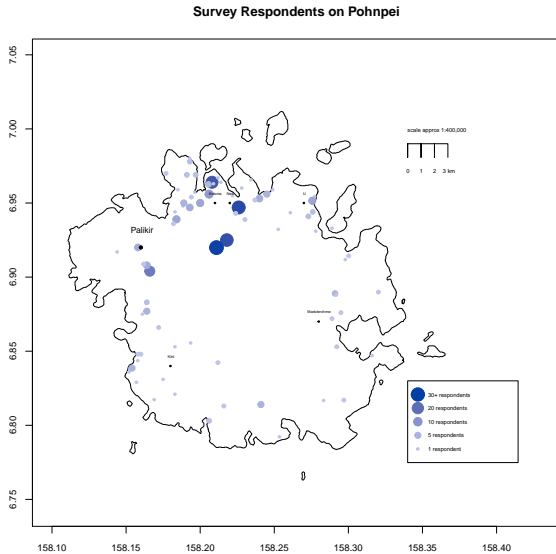 Survey Respondents on Pohnpei
7.05
7.00
6.95
6.90
6.85
6.80
6.75
scale approx 1:400,000
0 1 2 3 km
U
Palikir
Kitti
30+ respondents
20 respondents
10 respondents
5 respondents
1 respondent
158.10 158.15 158.20 158.25 158.30 158.35 158.40